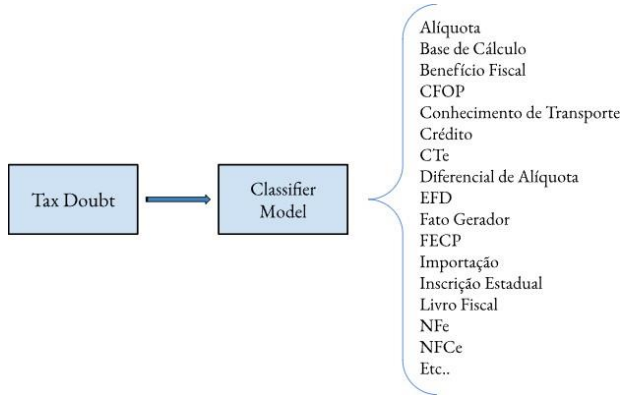 Tax Doubt
Classifier
Model
Alíquota
Base de Cálculo
Benefício Fiscal
CFOP
Conhecimento de Transporte
Crédito
CTe
Diferencial de Alíquota
EFD
Fato Gerador
FECP
Importação
Inscrição Estadual
Livro Fiscal
NFe
NFCe
Etc..